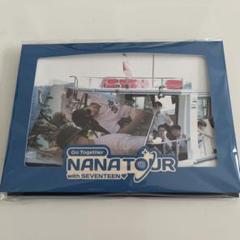 Go Together
NANA TOUR
with SEVENTEEN